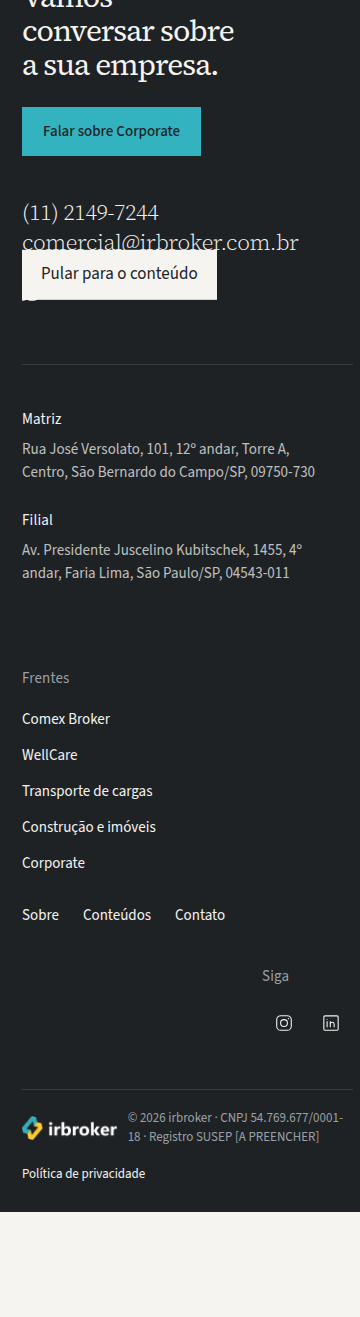 Vamos
conversar sobre
a sua empresa.
Falar sobre Corporate
(11) 2149-7244
comercial@irbroker.com.br
Pular para o conteúdo
Matriz
Rua José Versolato, 101, 12º andar, Torre A,
Centro, São Bernardo do Campo/SP, 09750-730
Filial
Av. Presidente Juscelino Kubitschek, 1455, 4º
andar, Faria Lima, São Paulo/SP, 04543-011
Frentes
Comex Broker
WellCare
Transporte de cargas
Construção e imóveis
Corporate
Sobre Conteúdos Contato
Siga
irbroker
© 2026 irbroker · CNPJ 54.769.677/0001-
18 · Registro SUSEP [A PREENCHER]
Política de privacidade